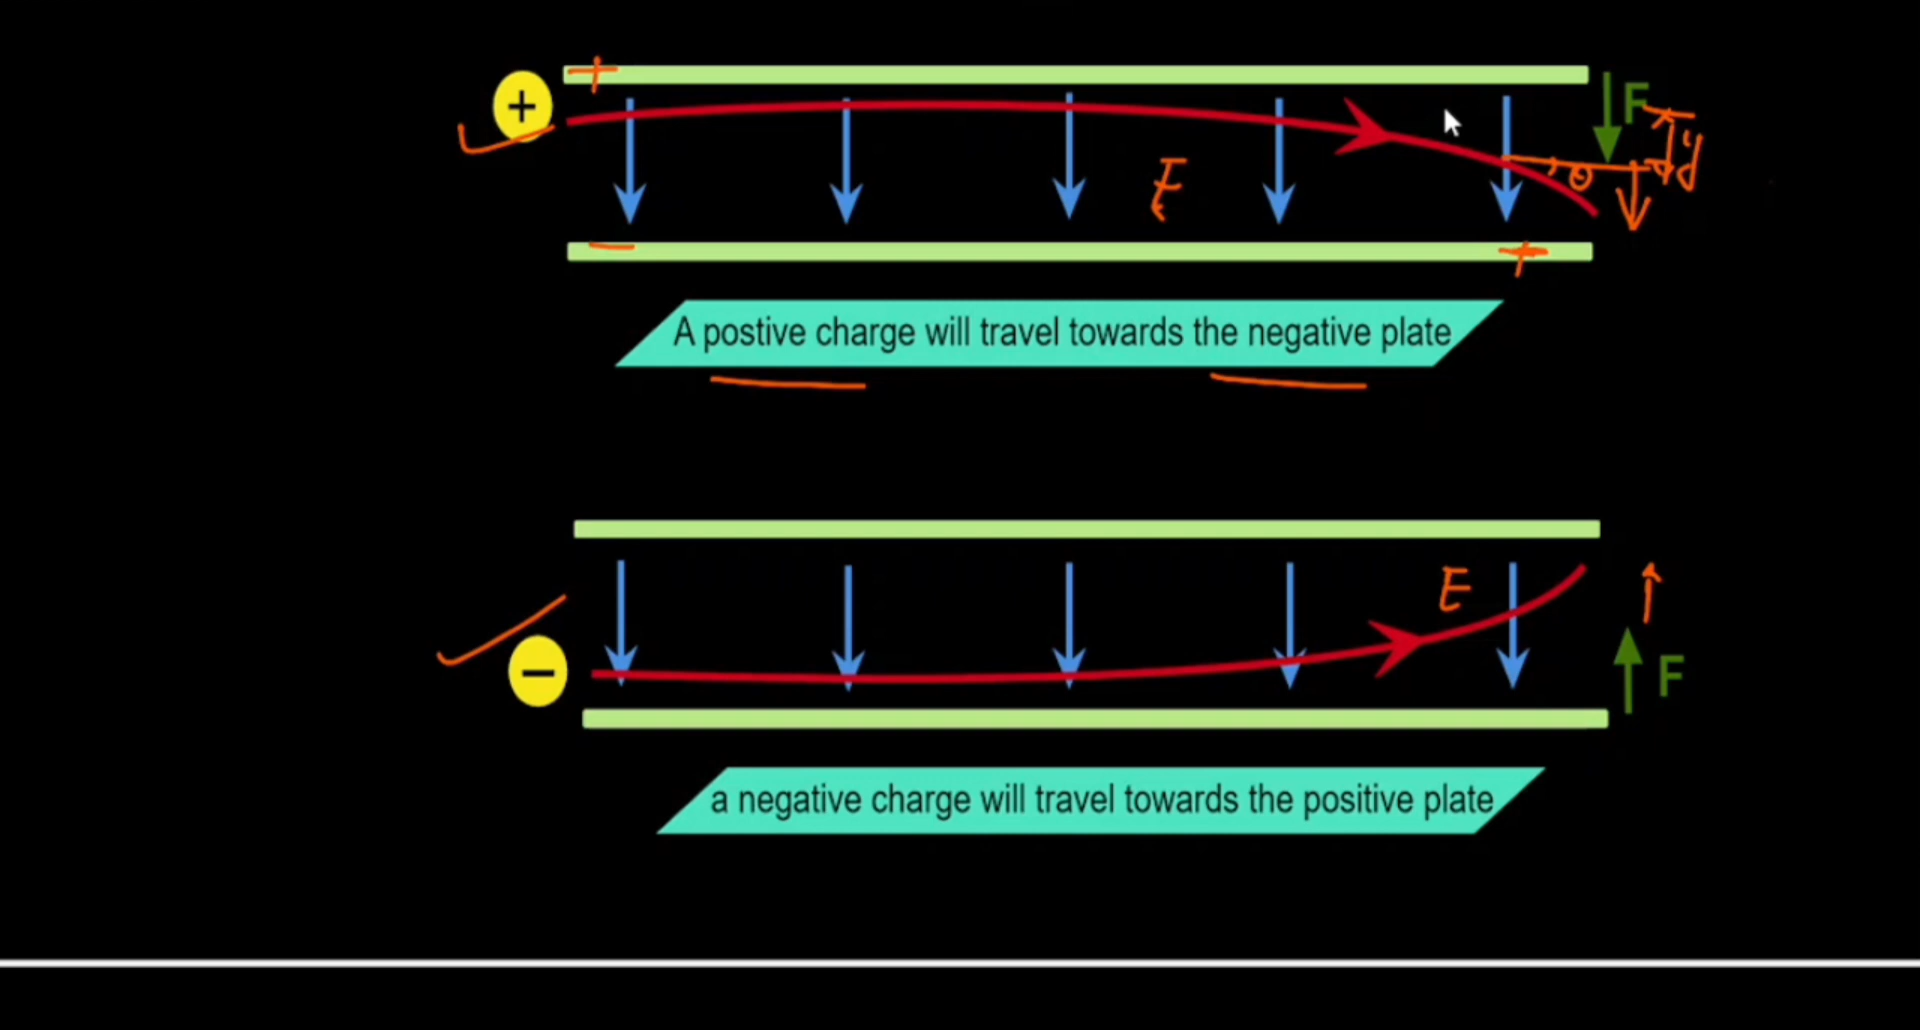 +
+
F
d
E
θ
-
+
A postive charge will travel towards the negative plate
E
-
F
a negative charge will travel towards the positive plate